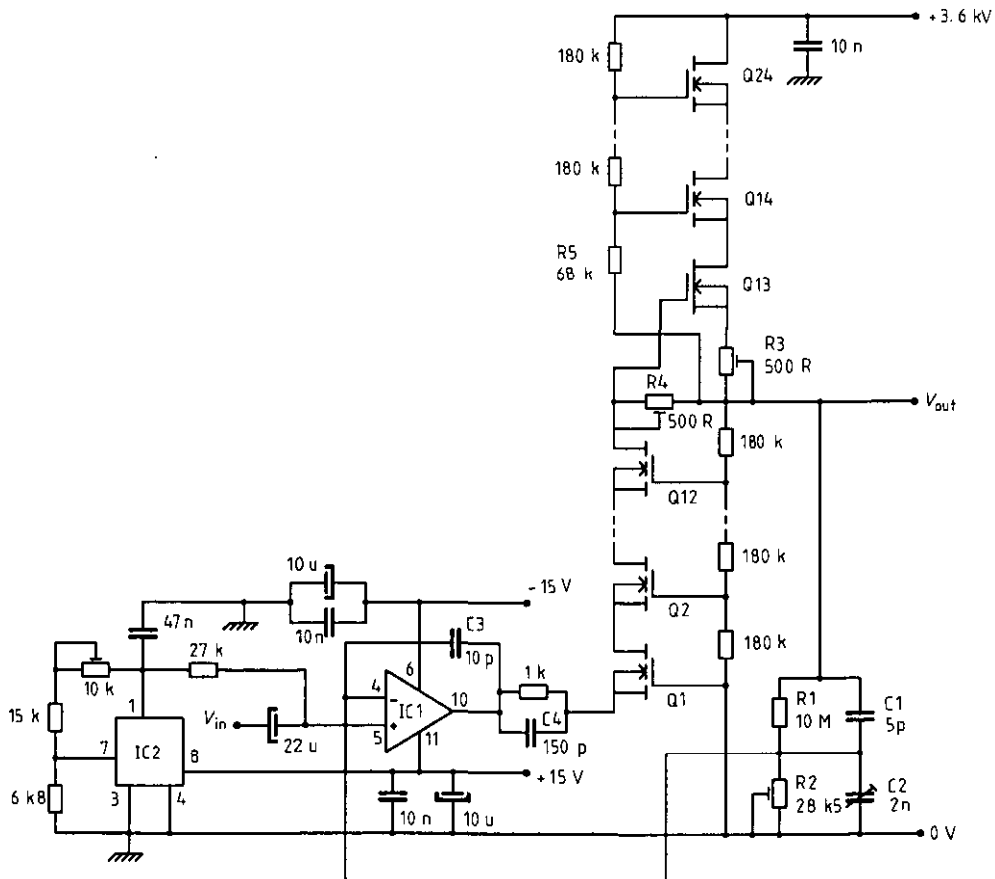 +3.6 kV
180 k
10 n
Q24
180 k
Q14
R5
68 k
Q13
R3
500 R
R4
500 R
Vout
180 k
Q12
10 u
180 k
-15 V
Q2
47 n
10 n
C3
10 p
180 k
27 k
6
1 k
10 k
4
-
IC1
10
Q1
R1
10 M
C1
5p
15 k
1
Vin
5
+
C4
150 p
22 u
11
7
IC2
8
+15 V
R2
28 k5
C2
2n
6 k8
3
4
10 n
10 u
0 V